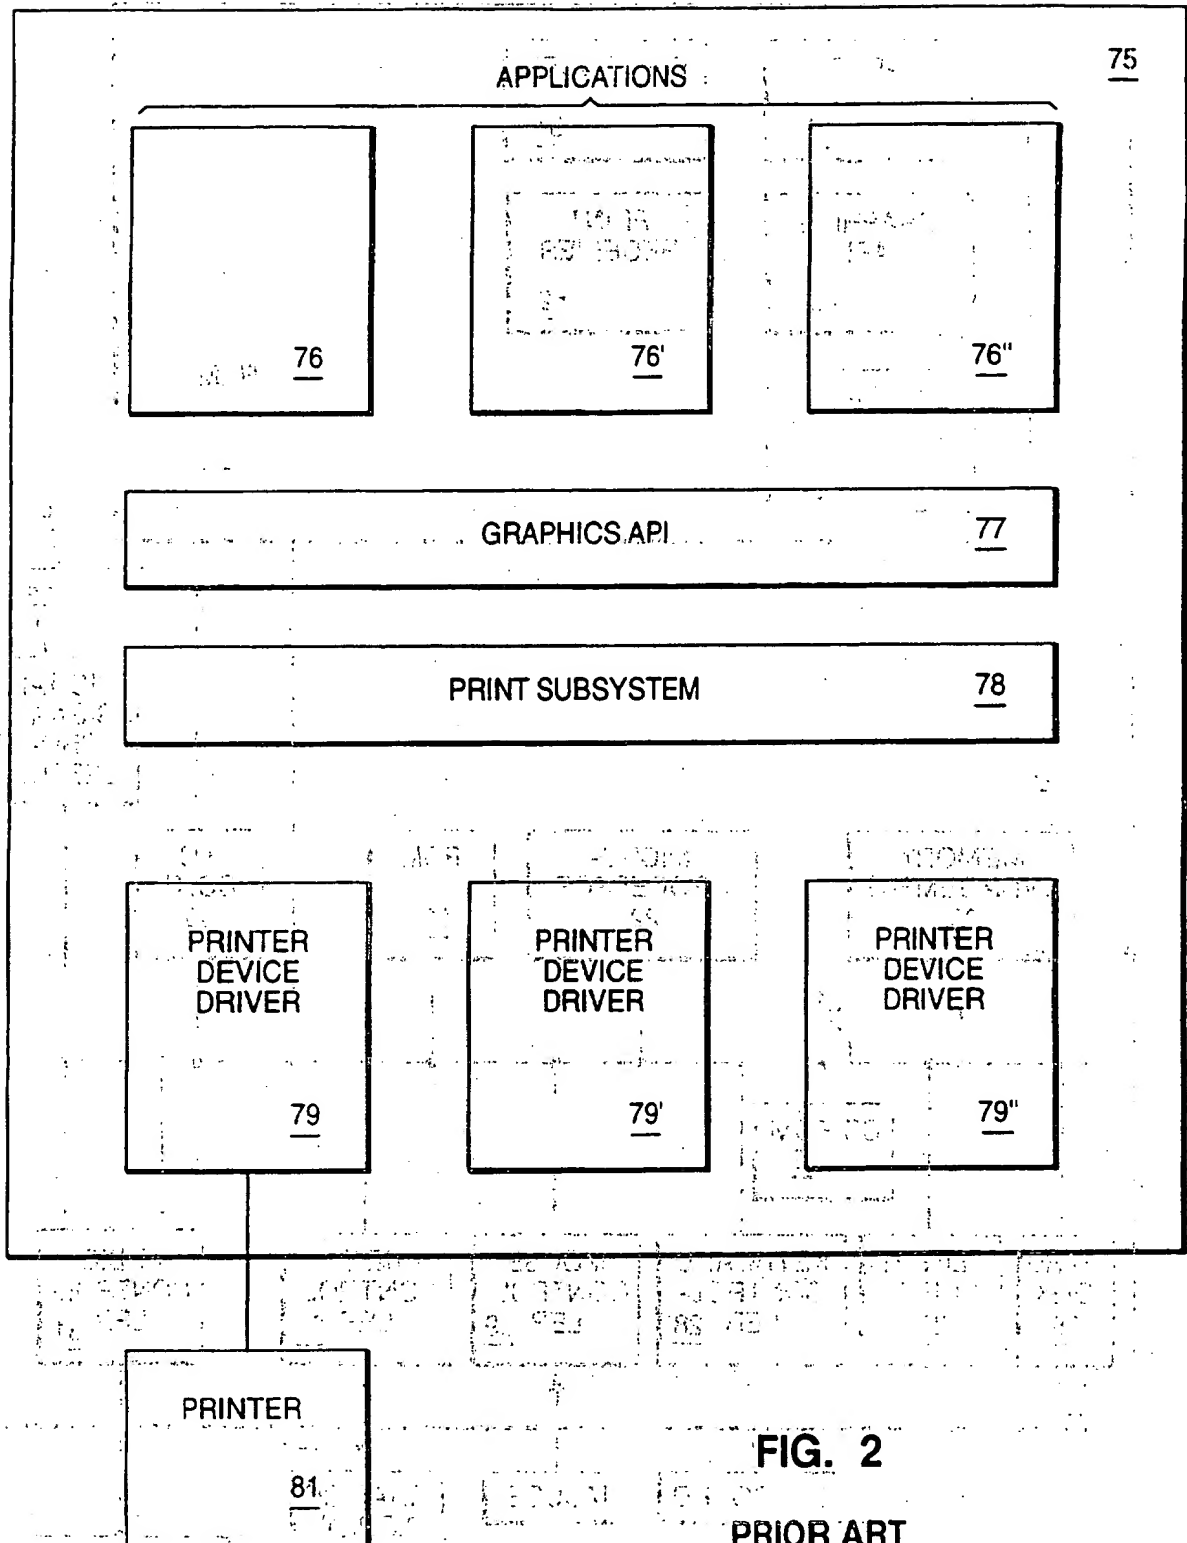 75
APPLICATIONS
76
76'
76"
GRAPHICS API
77
PRINT SUBSYSTEM
78
PRINTER
DEVICE
DRIVER
79
PRINTER
DEVICE
DRIVER
79'
PRINTER
DEVICE
DRIVER
79"
PRINTER
81
FIG. 2
PRIOR ART